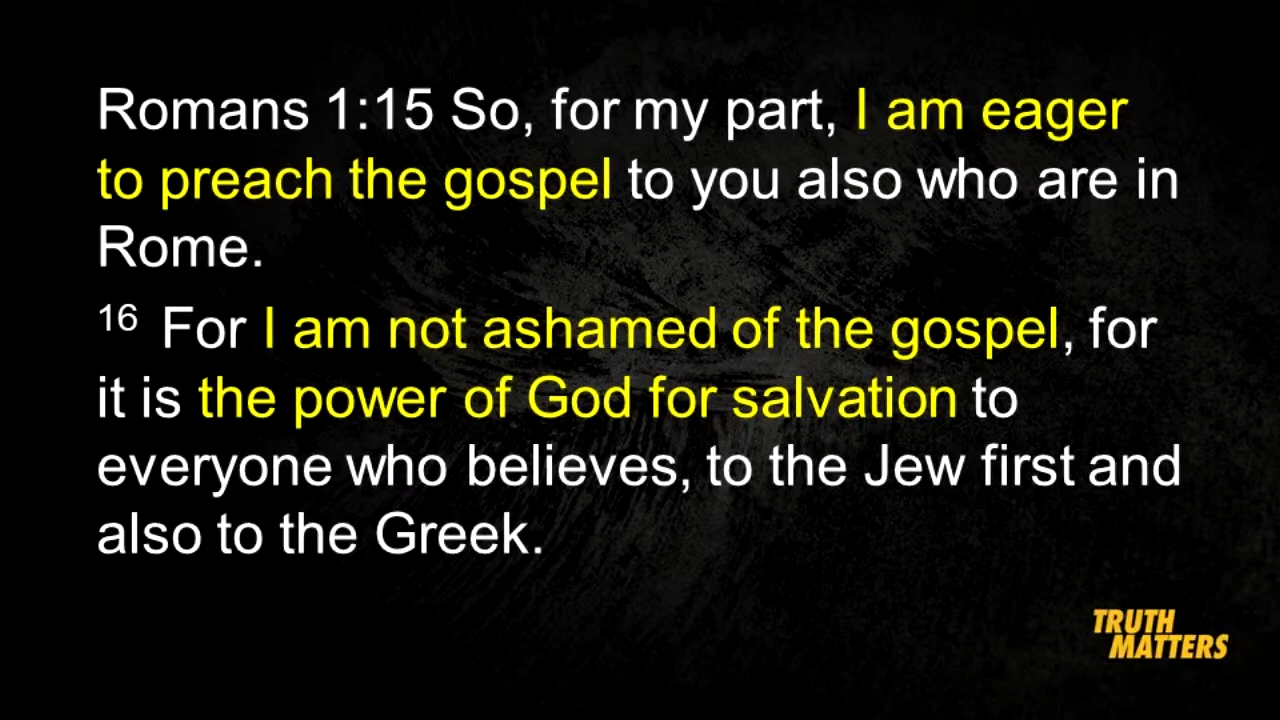 Romans 1:15 So, for my part, I am eager
to preach the gospel to you also who are in
Rome.
16 For I am not ashamed of the gospel, for
it is the power of God for salvation to
everyone who believes, to the Jew first and
also to the Greek.
TRUTH
MATTERS